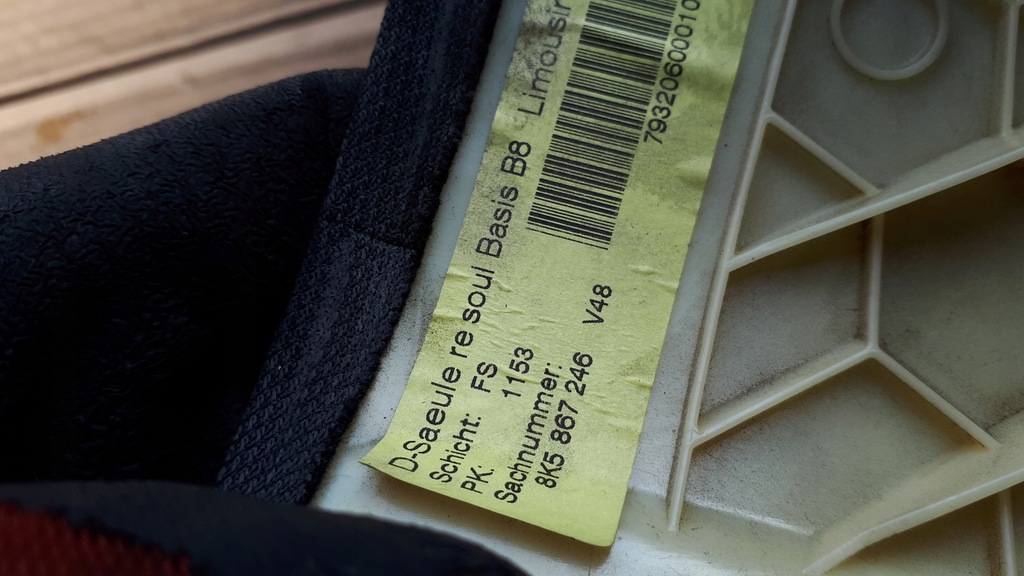 D-Saeule re soul Basis B8 Limousin
Schicht: FS
PK: 1153
Sachnummer:
8K5 867 246 V48
79320600010